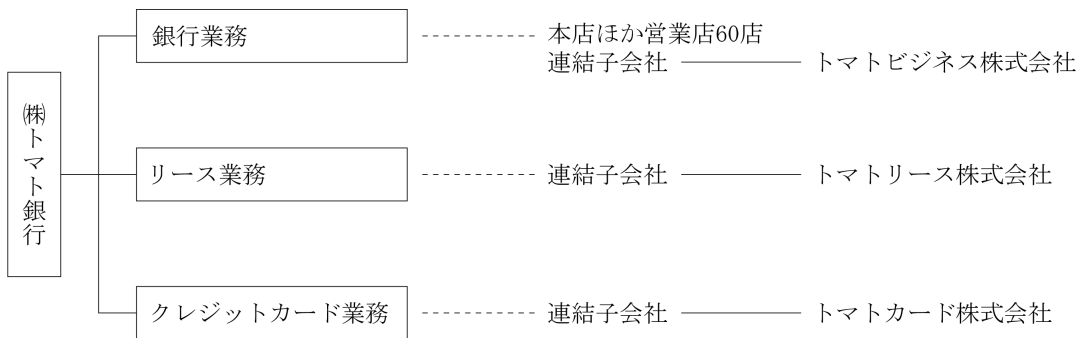 ㈱トマト銀行
銀行業務
本店ほか営業店60店
連結子会社
トマトビジネス株式会社
リース業務
連結子会社
トマトリース株式会社
クレジットカード業務
連結子会社
トマトカード株式会社